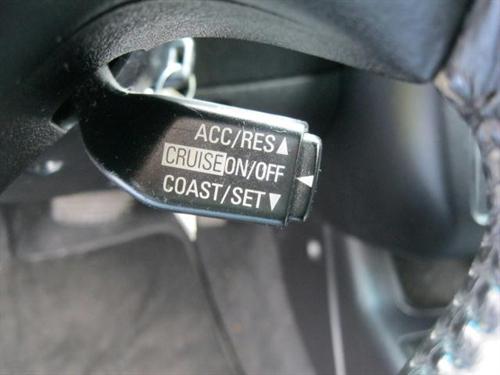 ACC/RES▲
CRUISE ON/OFF ◄
COAST/SET▼